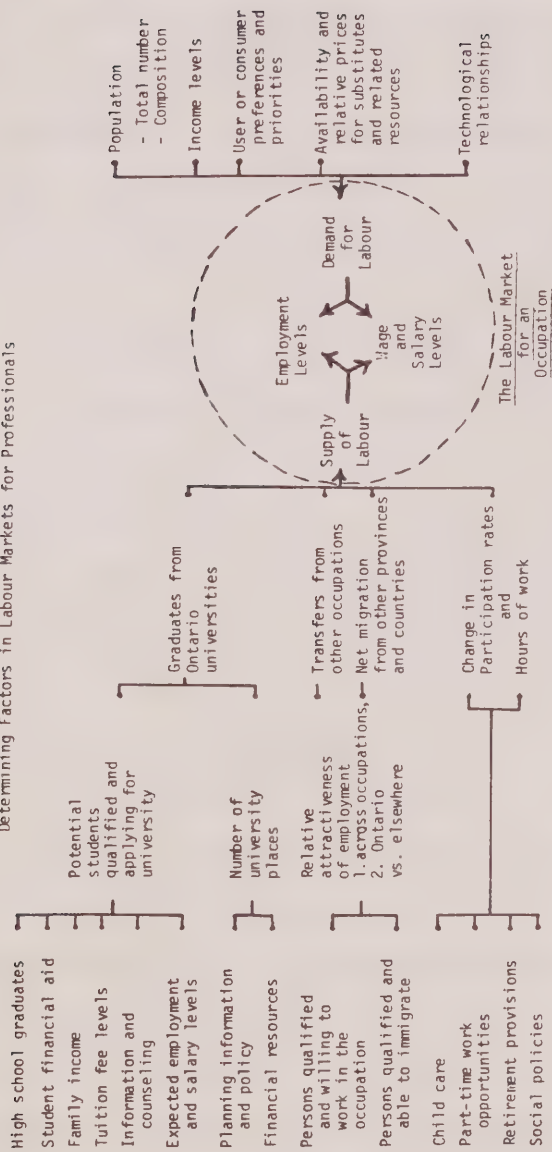 Determining Factors in Labour Markets for Professionals
High school graduates
Student financial aid
Family income
Tuition fee levels
Information and
counseling
Expected employment
and salary levels
Planning information
and policy
Financial resources
Persons qualified
and willing to
work in the
occupation
Persons qualified and
able to immigrate
Child care
Part-time work
opportunities
Retirement provisions
Social policies
Potential
students
qualified and
applying for
university
Number of
university
places
Relative
attractiveness
of employment
1.across occupations,
2. Ontario
vs. elsewhere
Graduates from
Ontario
universities
Transfers from
other occupations
Net migration
from other provinces
and countries
Change in
Participation rates
and
Hours of work
Supply
of
Labour
Employment
Levels
Wage
and
Salary
Levels
Demand
for
Labour
The Labour Market
for an
Occupation
Population
- Total number
- Composition
Income levels
User or consumer
preferences and
priorities
Availability and
relative prices
for substitutes
and related
resources
Technological
relationships